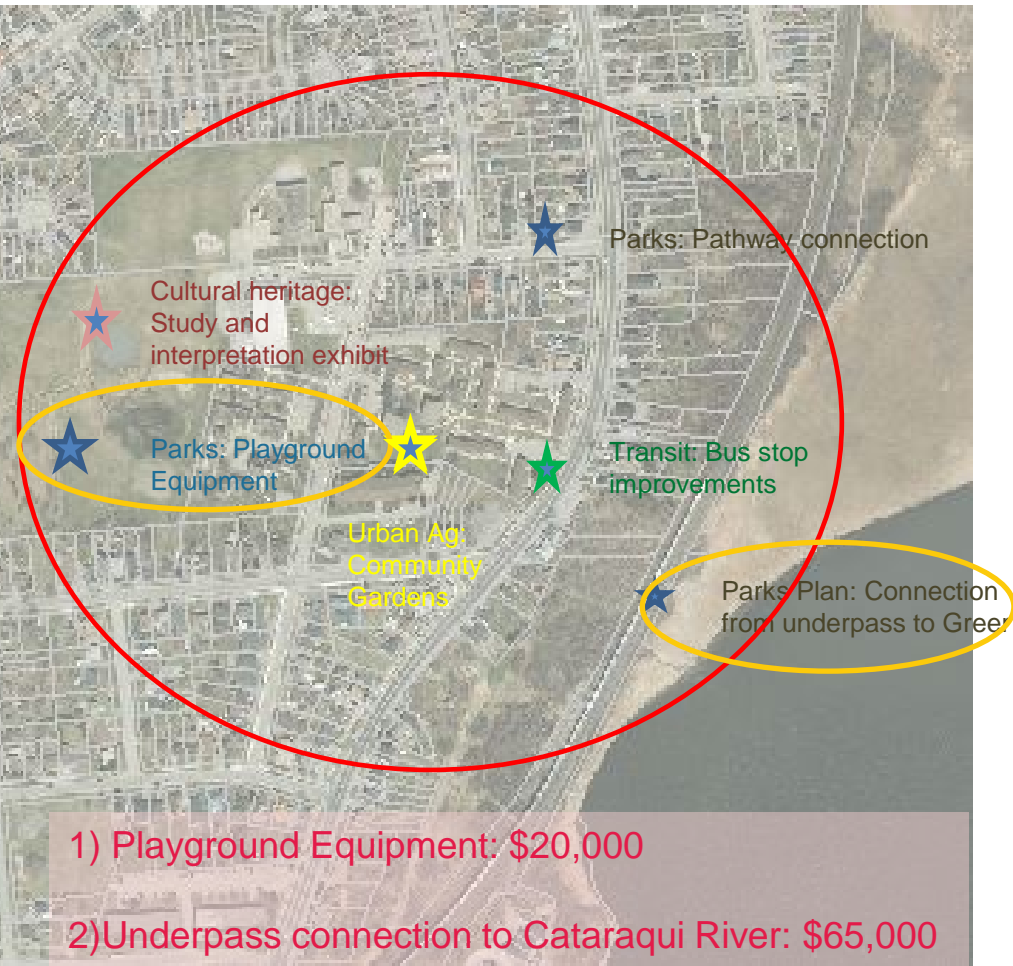 Parks: Pathway connection
Cultural heritage:
Study and
interpretation exhibit
Parks: Playground
Equipment
Transit: Bus stop
improvements
Urban Ag:
Community
Gardens
Parks Plan: Connection
from underpass to Green
1) Playground Equipment: $20,000
2)Underpass connection to Cataraqui River: $65,000